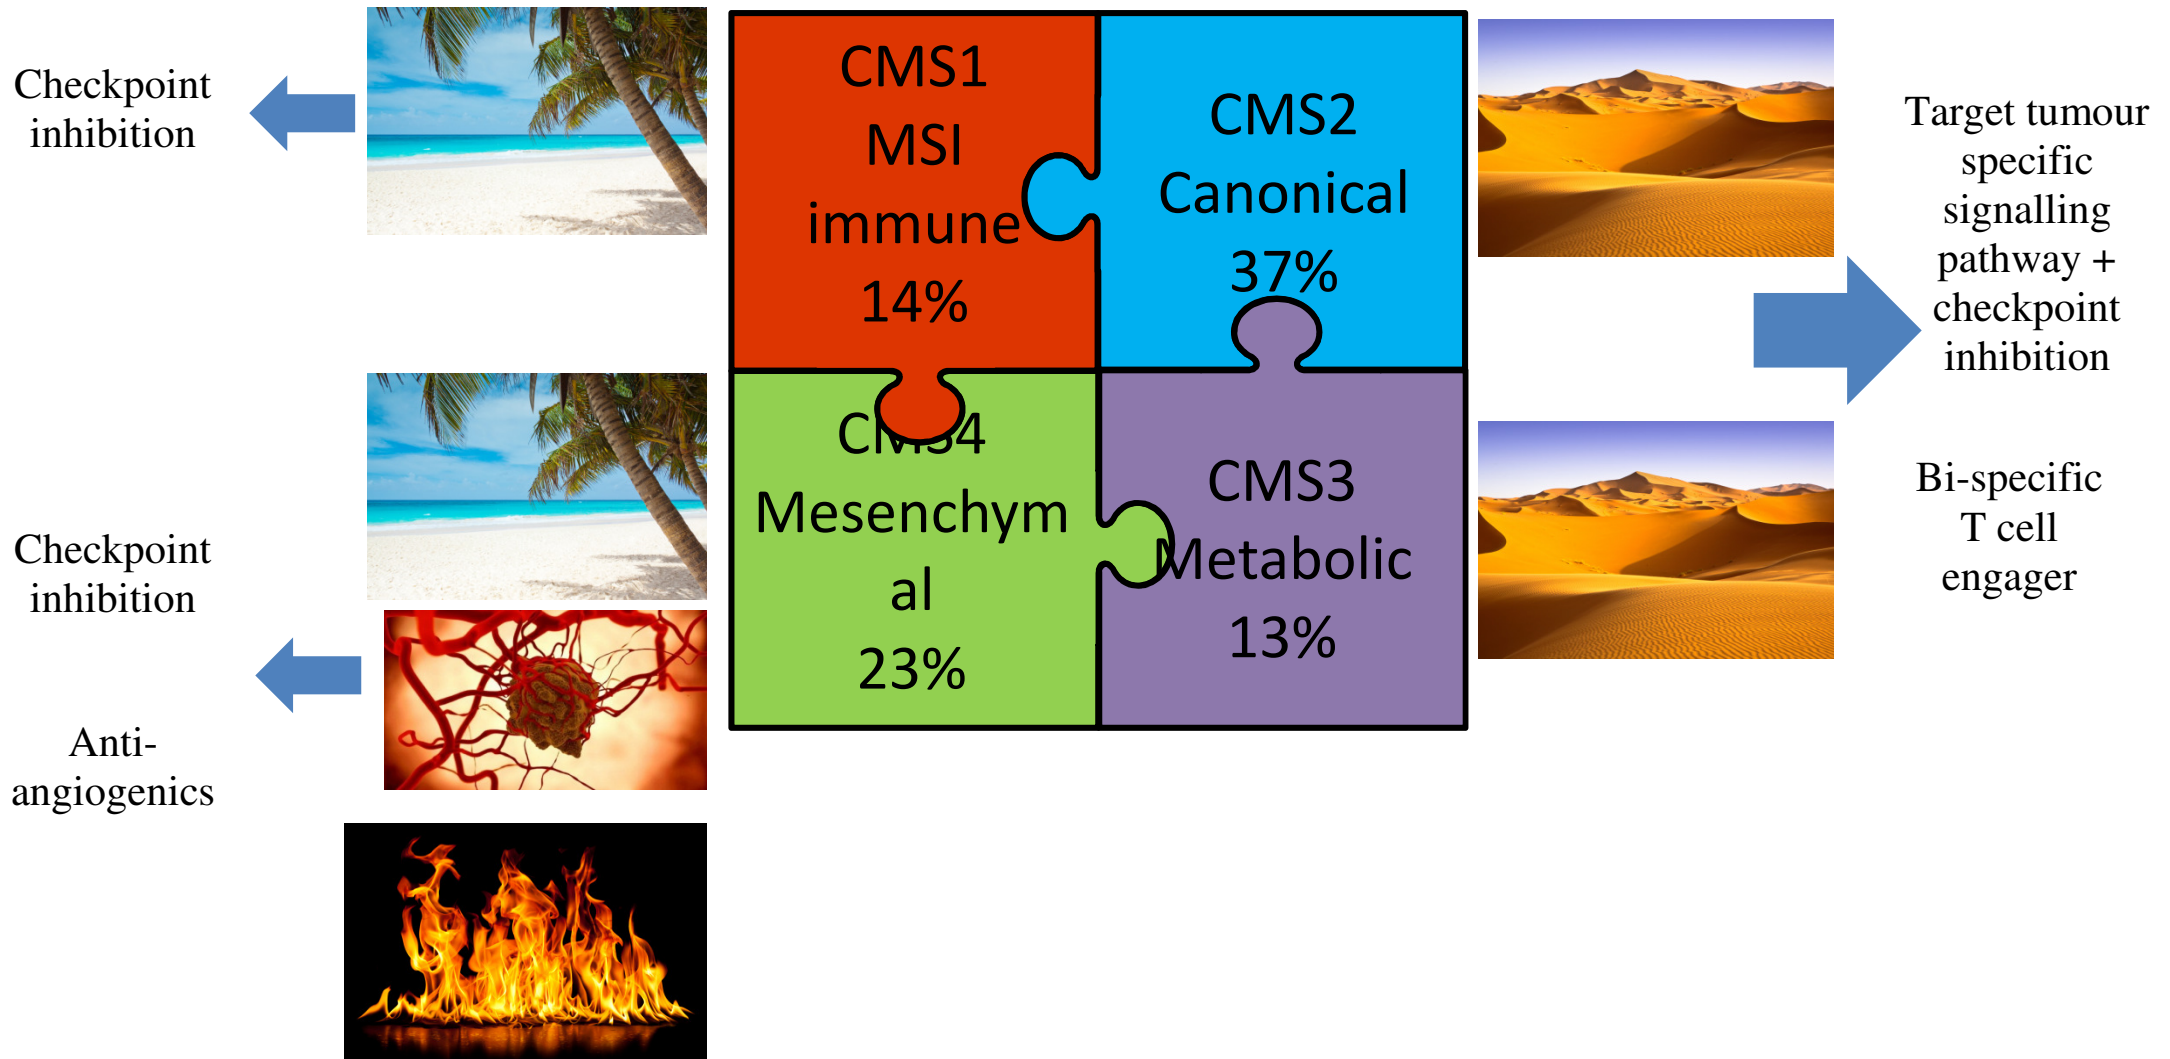 Checkpoint
inhibition
CMS1
MSI
immune
14%
CMS2
Canonical
37%
Target tumour
specific
signalling
pathway +
checkpoint
inhibition
Checkpoint
inhibition
Anti-
angiogenics
CMS4
Mesenchym
al
23%
CMS3
Metabolic
13%
Bi-specific
T cell
engager